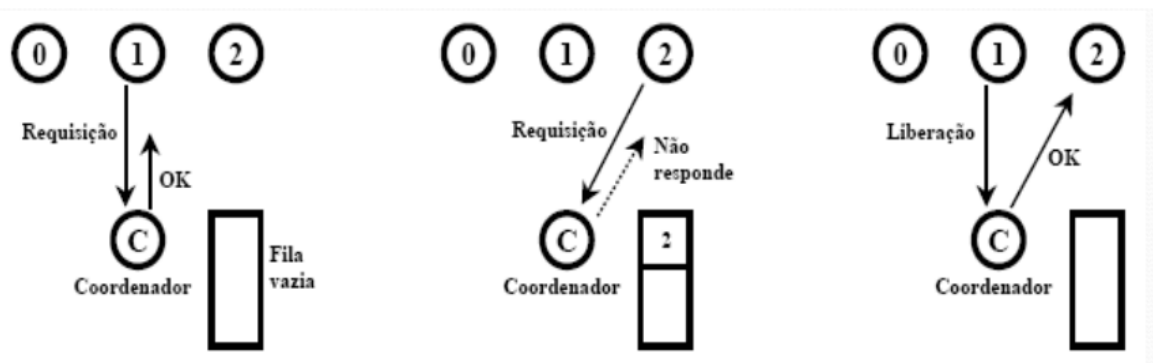 0 1 2
Requisição
OK
C
Coordenador
Fila
vazia
0 1 2
Requisição
Não
responde
C
2
Coordenador
0 1 2
Liberação
OK
C
Coordenador